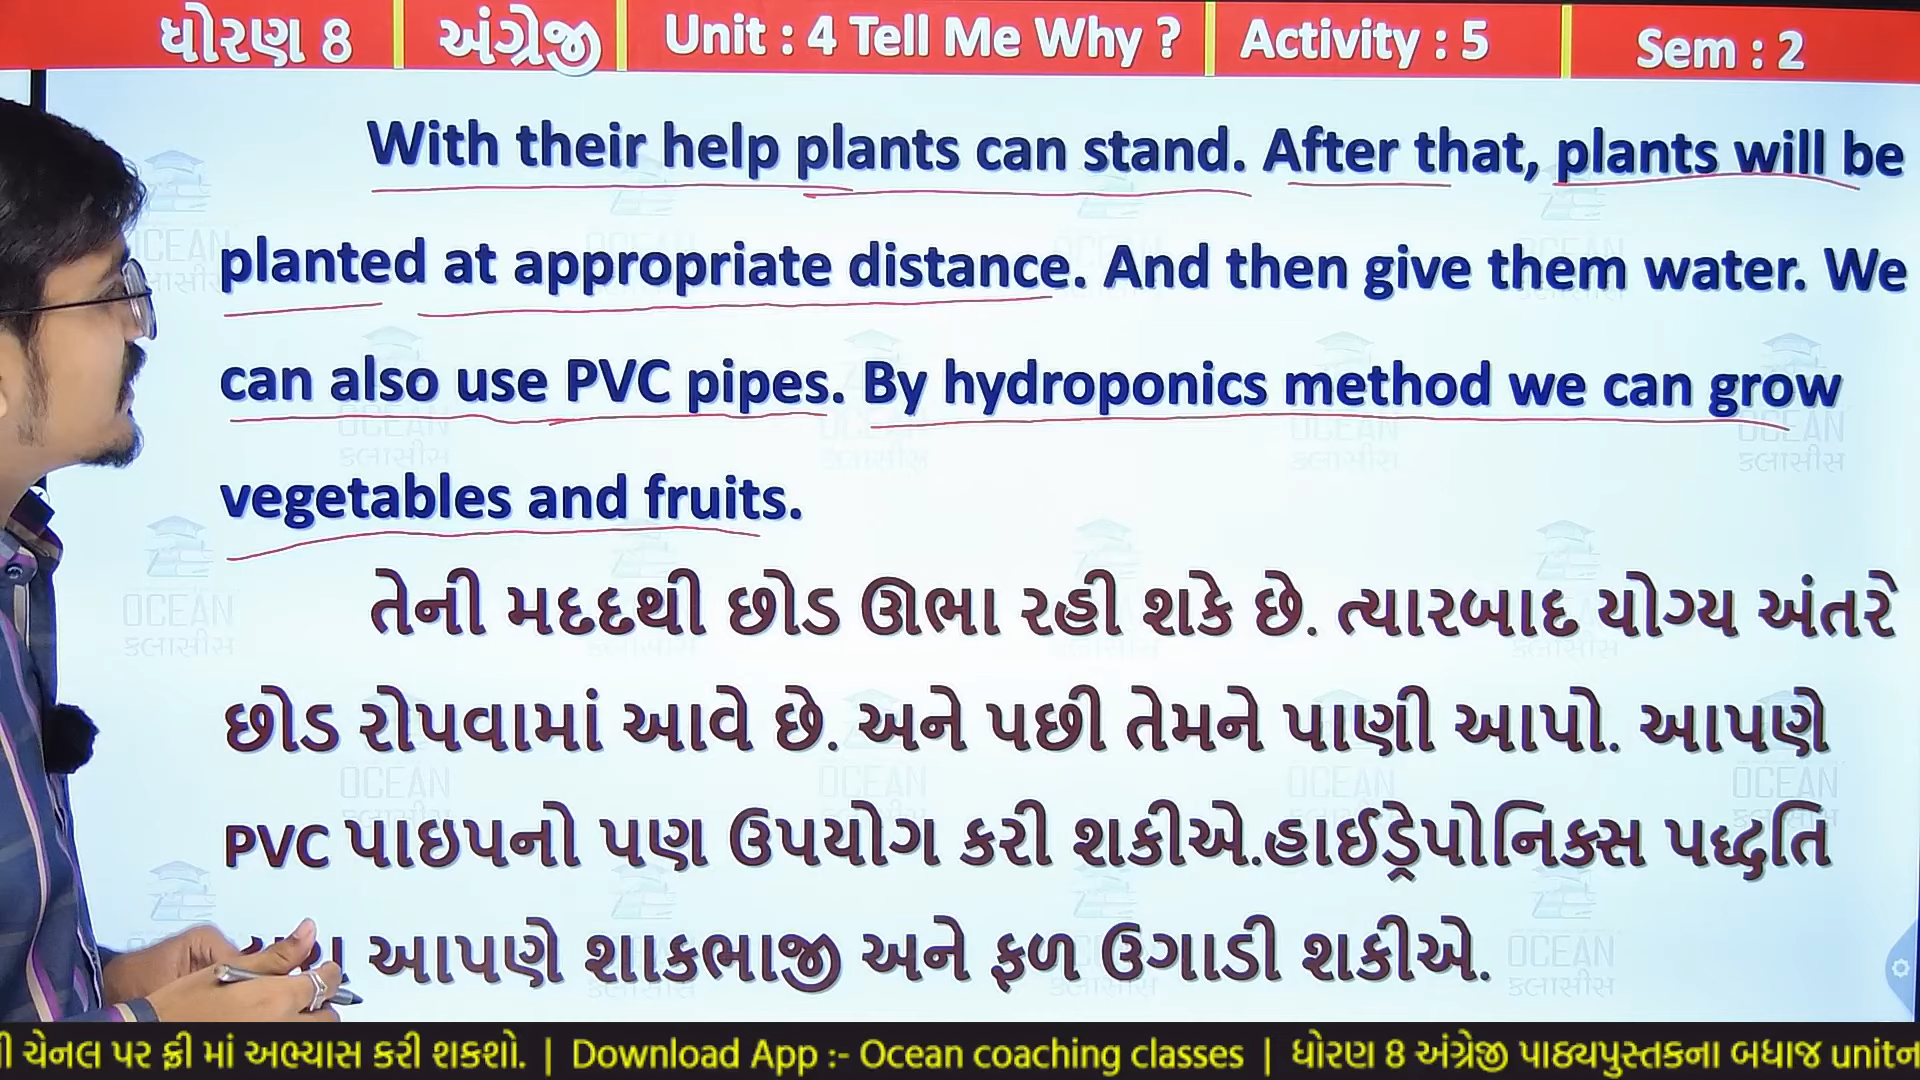 ધોરણ 8 અંગ્રેજી Unit : 4 Tell Me Why ? Activity : 5 Sem : 2
With their help plants can stand. After that, plants will be
planted at appropriate distance. And then give them water. We
can also use PVC pipes. By hydroponics method we can grow
vegetables and fruits.
તેની મદદથી છોડ ઊભા રહી શકે છે. ત્યારબાદ યોગ્ય અંતરે
છોડ રોપવામાં આવે છે. અને પછી તેમને પાણી આપો. આપણે
PVC પાઇપનો પણ ઉપયોગ કરી શકીએ.હાઈડ્રેપોનિક્સ પદ્ધતિ
આપણે શાકભાજી અને ફળ ઉગાડી શકીએ.
OCEAN
કલાસીસ
ચેનલ પર ફ્રી માં અભ્યાસ કરી શકશો. | Download App :- Ocean coaching classes | ધોરણ 8 અંગ્રેજી પાઠ્યપુસ્તકના બધાજ unit